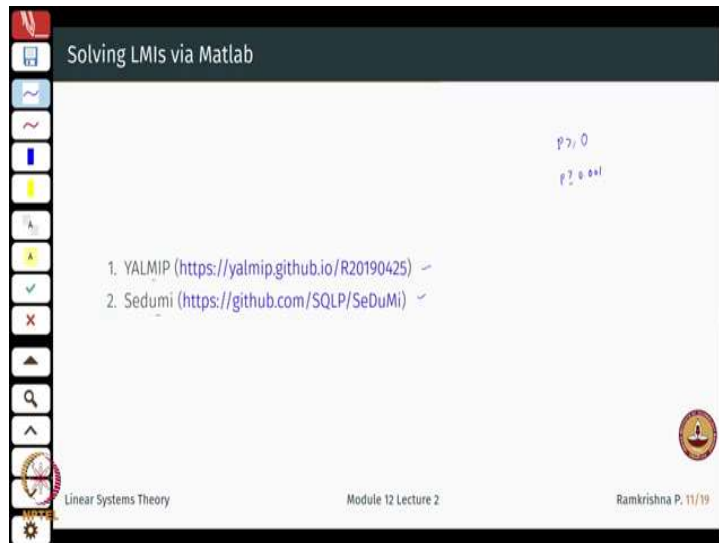 Solving LMIs via Matlab
P ≥ 0
P ≥ 0.001
1. YALMIP (https://yalmip.github.io/R20190425)
2. Sedumi (https://github.com/SQLP/SeDuMi)
NPTEL
Linear Systems Theory
Module 12 Lecture 2
Ramkrishna P. 11/19